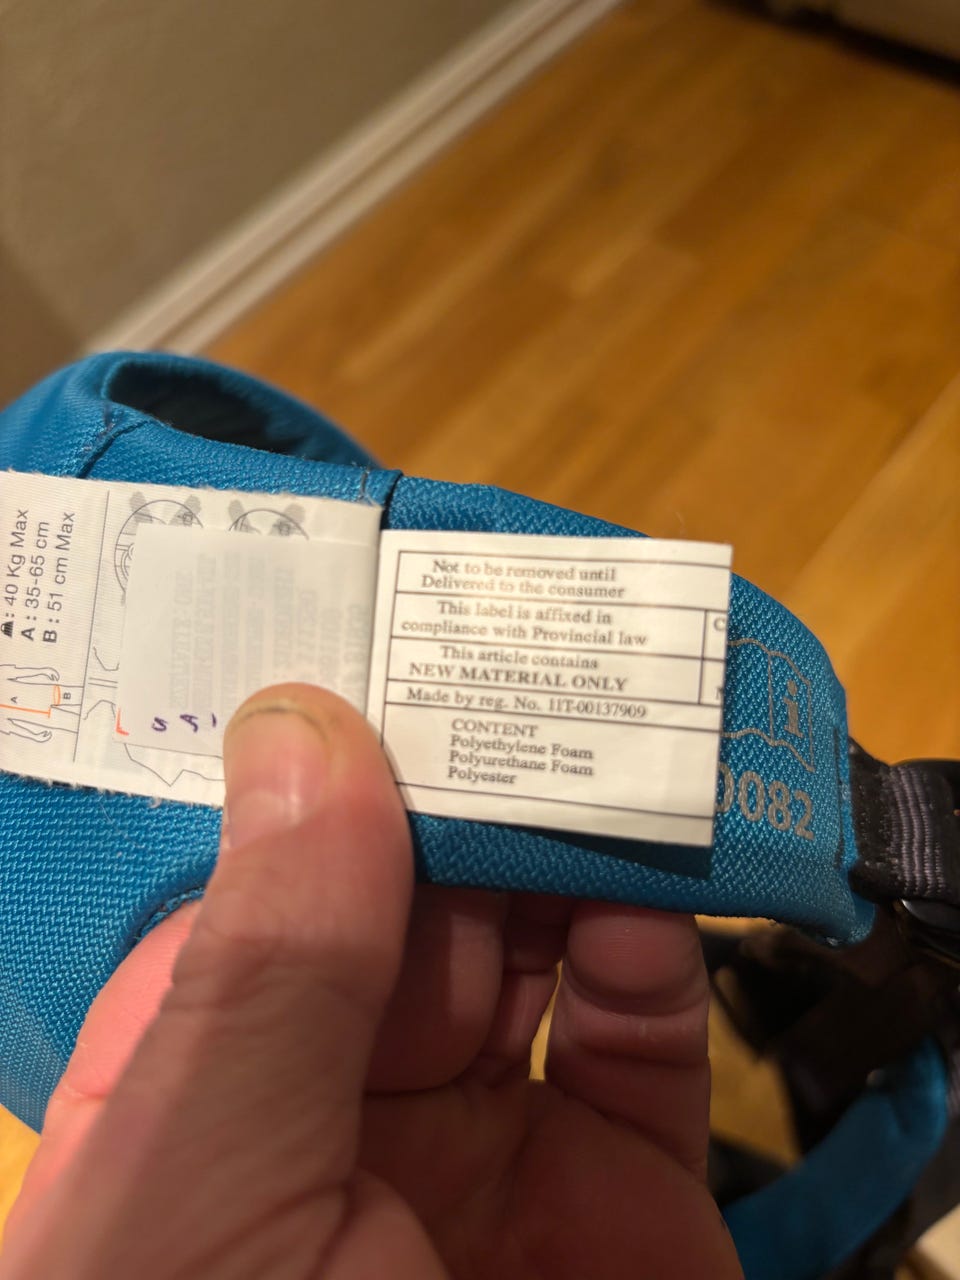 : 40 Kg Max
A : 35-65 cm
B : 51 cm Max
A
B
Not to be removed until
Delivered to the consumer
This label is affixed in
compliance with Provincial law
This article contains
NEW MATERIAL ONLY
Made by reg. No. 11T-00137909
CONTENT
Polyethylene Foam
Polyurethane Foam
Polyester
C
i
0082